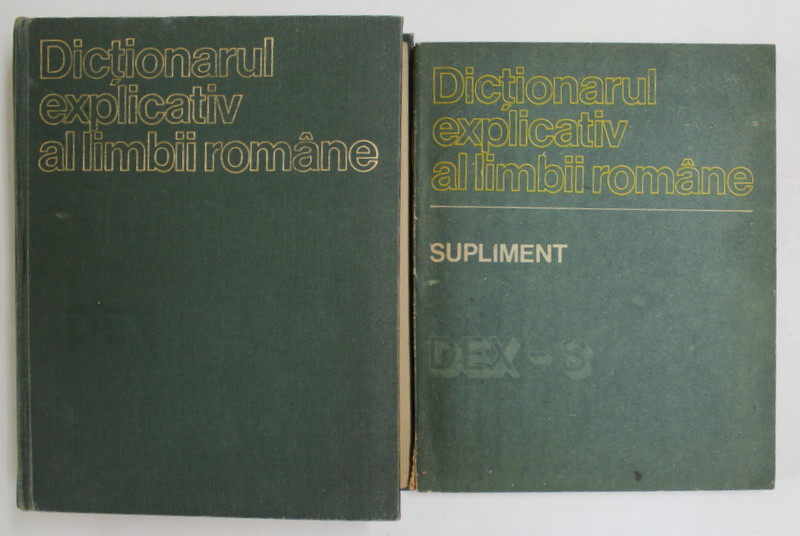 Dicționarul
explicativ
al limbii române
Dicționarul
explicativ
al limbii române
SUPLIMENT
DEX - S